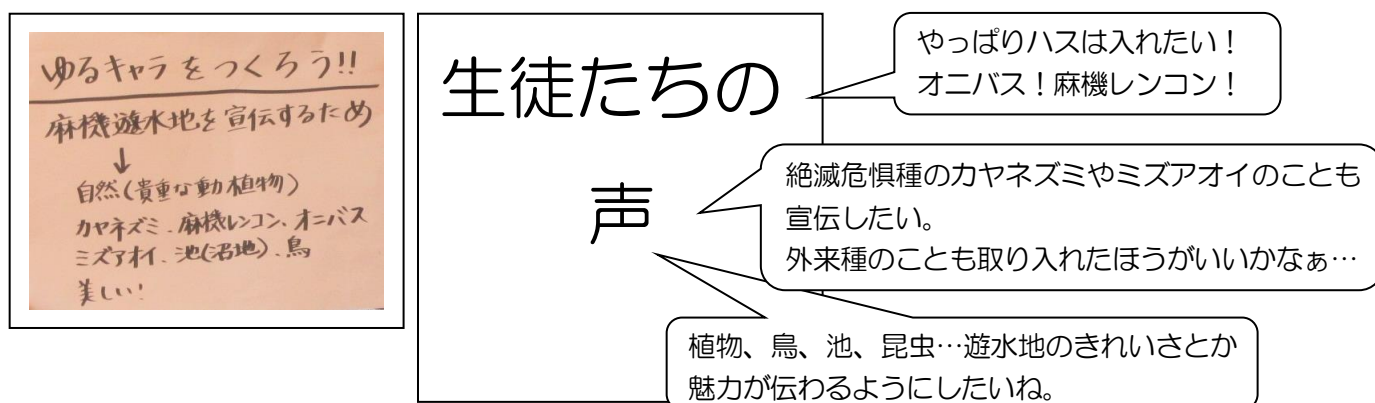 ゆるキャラをつくろう!!
麻機遊水地を宣伝するため
↓
自然(貴重な動植物)
カヤネズミ、麻機レンコン、オニバス
ミズアオイ、池(沼地)、鳥
美しい!
生徒たちの
声
やっぱりハスは入れたい!
オニバス!麻機レンコン!
絶滅危惧種のカヤネズミやミズアオイのことも
宣伝したい。
外来種のことも取り入れたほうがいいかなぁ…
植物、鳥、池、昆虫…遊水地のきれいさとか
魅力が伝わるようにしたいね。